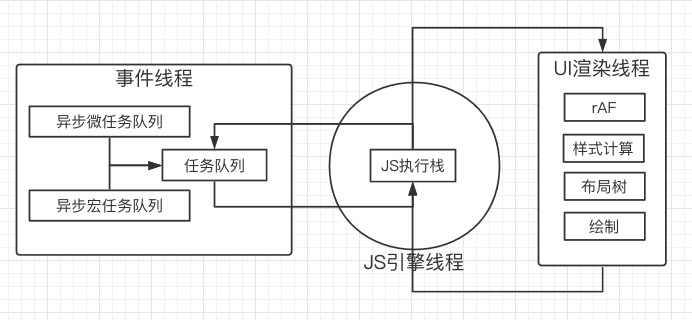 事件线程
异步微任务队列
任务队列
异步宏任务队列
JS执行栈
JS引擎线程
UI渲染线程
rAF
样式计算
布局树
绘制